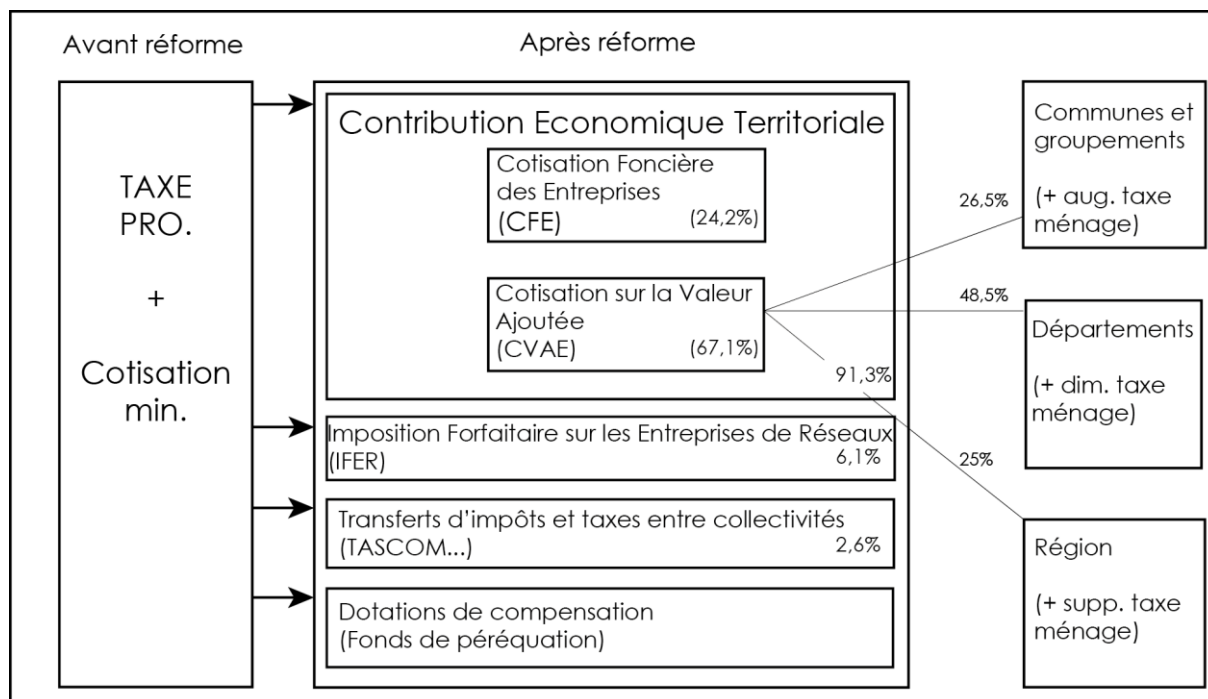 Avant réforme
Après réforme
TAXE
PRO.
+
Cotisation
min.
Contribution Economique Territoriale
Cotisation Foncière
des Entreprises
(CFE) (24,2%)
Cotisation sur la Valeur
Ajoutée
(CVAE) (67,1%)
91,3%
Imposition Forfaitaire sur les Entreprises de Réseaux
(IFER) 6,1%
Transferts d'impôts et taxes entre collectivités
(TASCOM...) 2,6%
Dotations de compensation
(Fonds de péréquation)
26,5%
48,5%
25%
Communes et
groupements
(+ aug. taxe
ménage)
Départements
(+ dim. taxe
ménage)
Région
(+ supp. taxe
ménage)